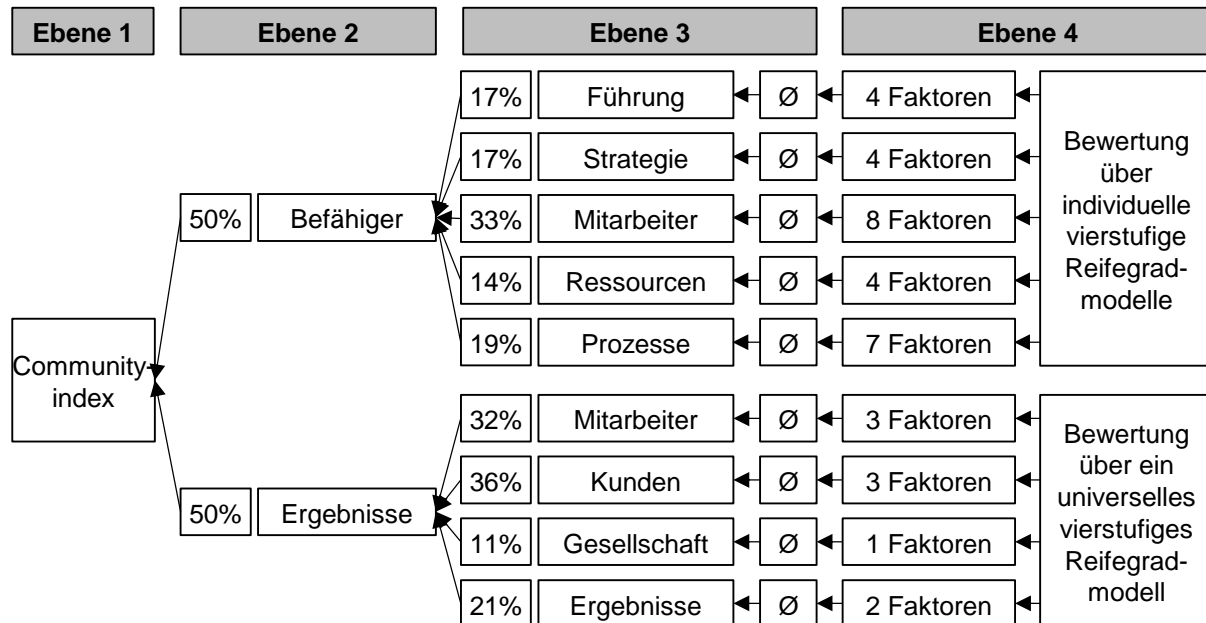 Ebene 1 Ebene 2 Ebene 3 Ebene 4
17% Führung Ø 4 Faktoren
17% Strategie Ø 4 Faktoren
33% Mitarbeiter Ø 8 Faktoren
14% Ressourcen Ø 4 Faktoren
19% Prozesse Ø 7 Faktoren
Bewertung
über
individuelle
vierstufige
Reifegrad-
modelle
50% Befähiger
Community-
index
50% Ergebnisse
32% Mitarbeiter Ø 3 Faktoren
36% Kunden Ø 3 Faktoren
11% Gesellschaft Ø 1 Faktoren
21% Ergebnisse Ø 2 Faktoren
Bewertung
über ein
universelles
vierstufiges
Reifegrad-
modell